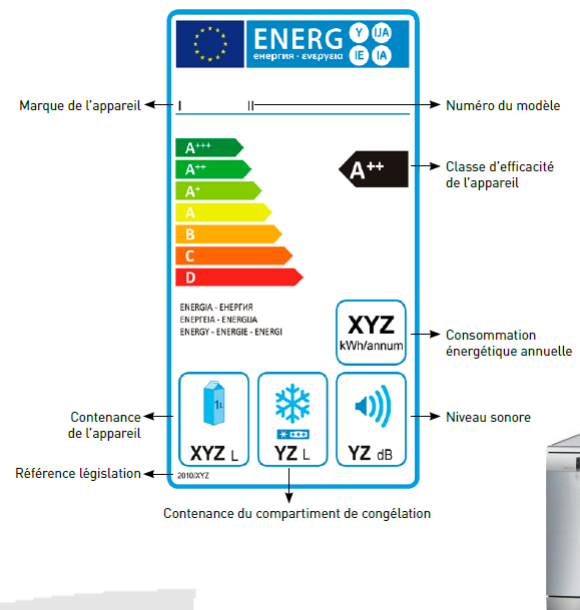 ENERG Y IJA
енергия · ενεργεια IE IA
Marque de l'appareil
I
II
Numéro du modèle
A+++
A++
A+
A
B
C
D
A++
Classe d'efficacité
de l'appareil
ENERGIA - ЕНЕРГИЯ
ΕΝΕΡΓΕΙΑ - ENERGIJA
ENERGY - ENERGIE - ENERGI
XYZ
kWh/annum
Consommation
énergétique annuelle
1L
XYZ L
YZ L
YZ dB
Contenance
de l'appareil
Niveau sonore
Référence législation
2010/XYZ
Contenance du compartiment de congélation